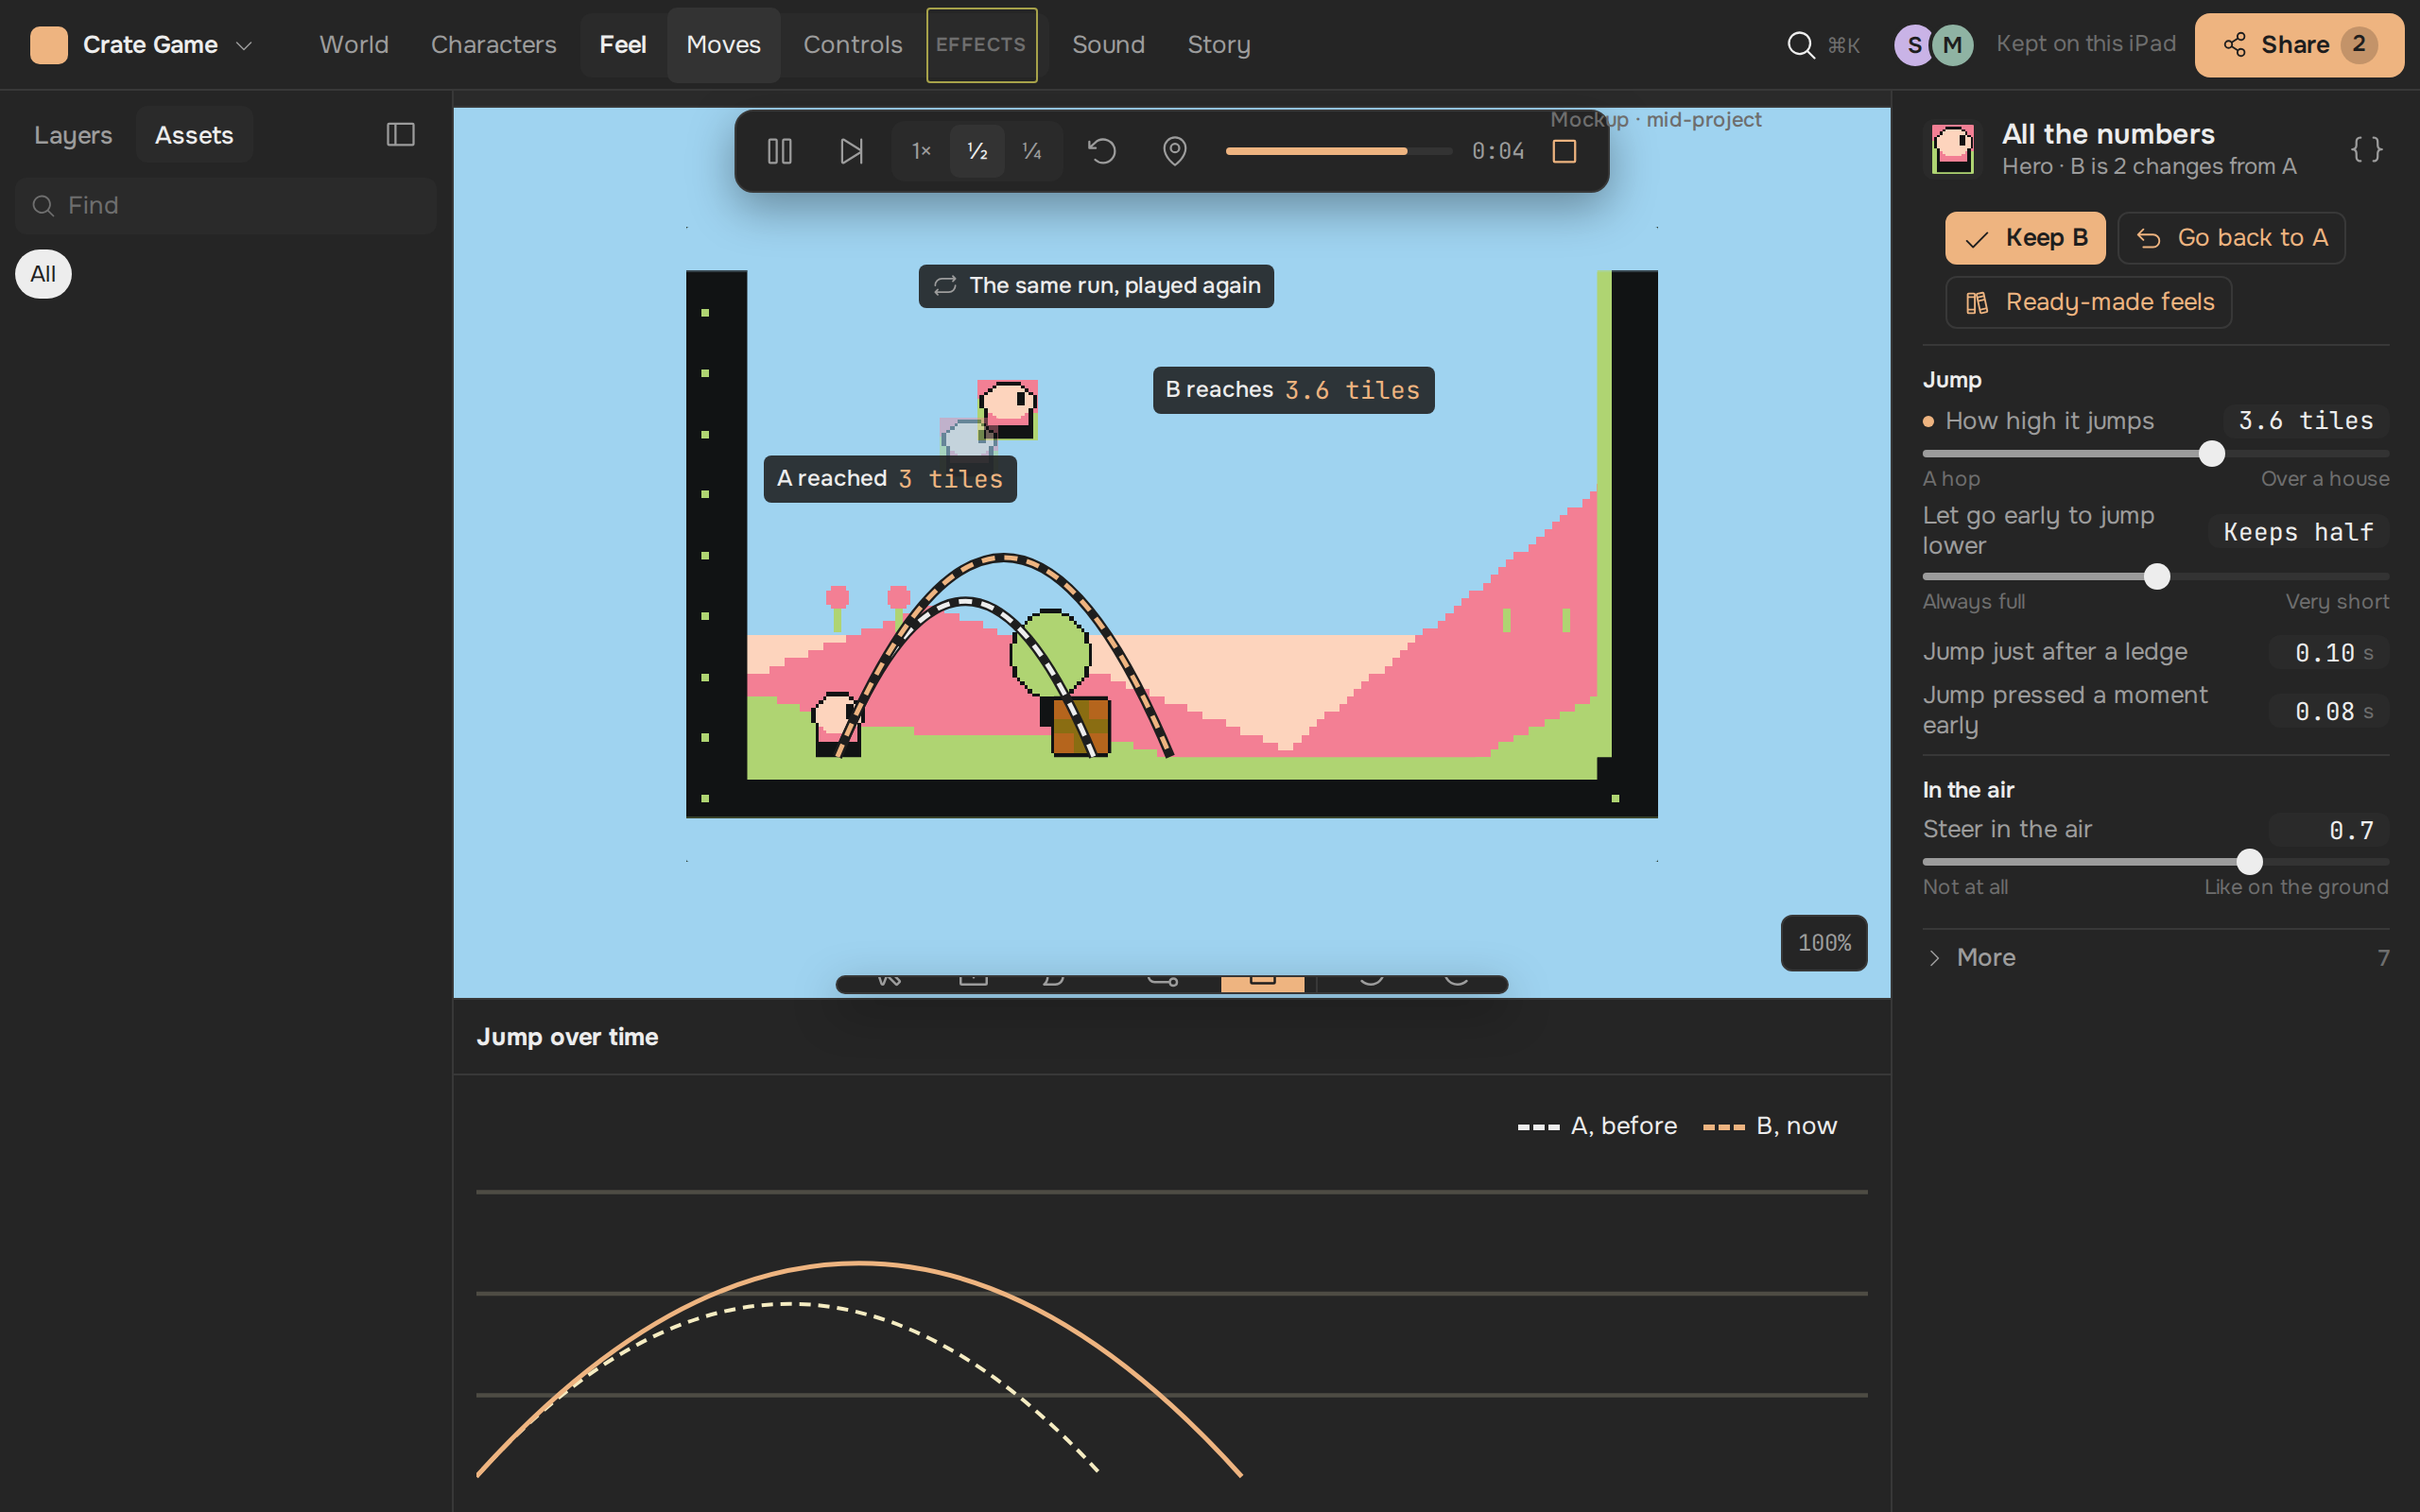 Crate Game
World
Characters
Feel
Moves
Controls
EFFECTS
Sound
Story
⌘K
S
M
Kept on this iPad
Share 2
Layers
Assets
Find
All
Mockup · mid-project
1×
½
¼
0:04
The same run, played again
B reaches 3.6 tiles
A reached 3 tiles
100%
Jump over time
A, before
B, now
All the numbers
Hero · B is 2 changes from A
{ }
Keep B
Go back to A
Ready-made feels
Jump
How high it jumps
3.6 tiles
A hop
Over a house
Let go early to jump
lower
Keeps half
Always full
Very short
Jump just after a ledge
0.10 s
Jump pressed a moment
early
0.08 s
In the air
Steer in the air
0.7
Not at all
Like on the ground
More
7